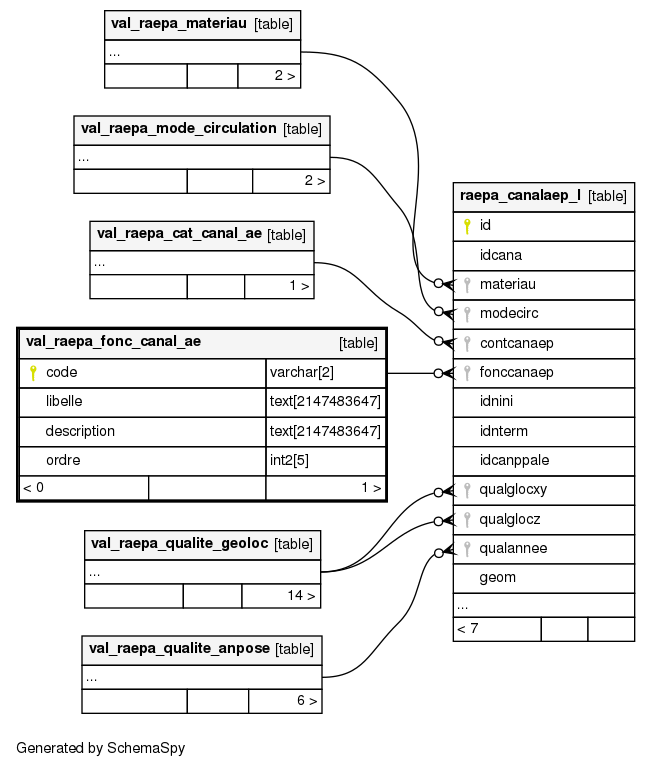 val_raepa_materiau [table]
...
2 >
val_raepa_mode_circulation [table]
...
2 >
val_raepa_cat_canal_ae [table]
...
1 >
val_raepa_fonc_canal_ae [table]
code varchar[2]
libelle text[2147483647]
description text[2147483647]
ordre int2[5]
< 0 1 >
val_raepa_qualite_geoloc [table]
...
14 >
val_raepa_qualite_anpose [table]
...
6 >
raepa_canalaep_l [table]
id
idcana
materiau
modecirc
contcanaep
fonccanaep
idnini
idnterm
idcanppale
qualglocxy
qualglocz
qualannee
geom
...
< 7
Generated by SchemaSpy